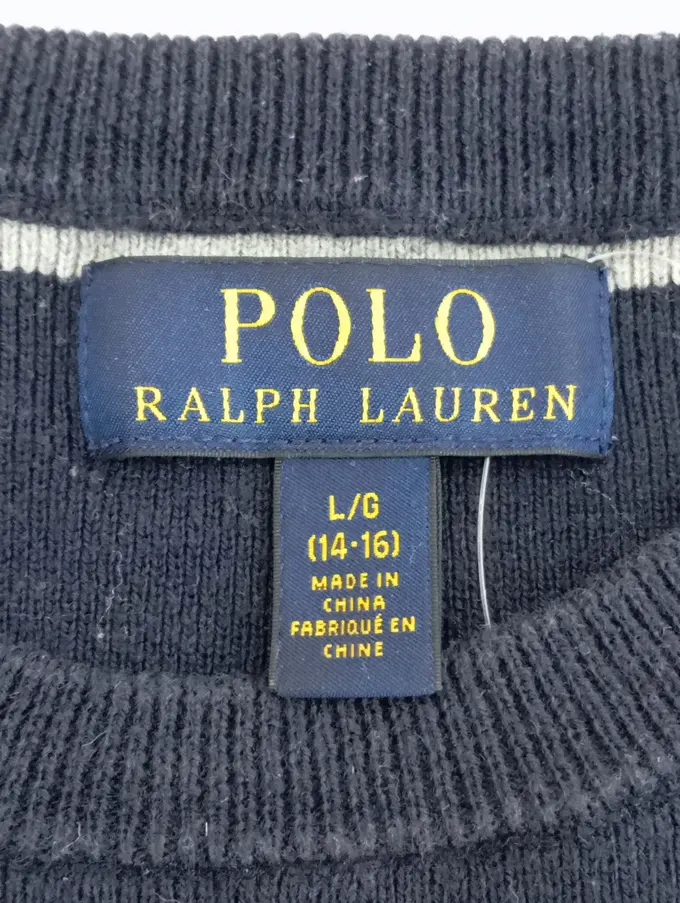 POLO
RALPH LAUREN
L/G
(14·16)
MADE IN
CHINA
FABRIQUÉ EN
CHINE